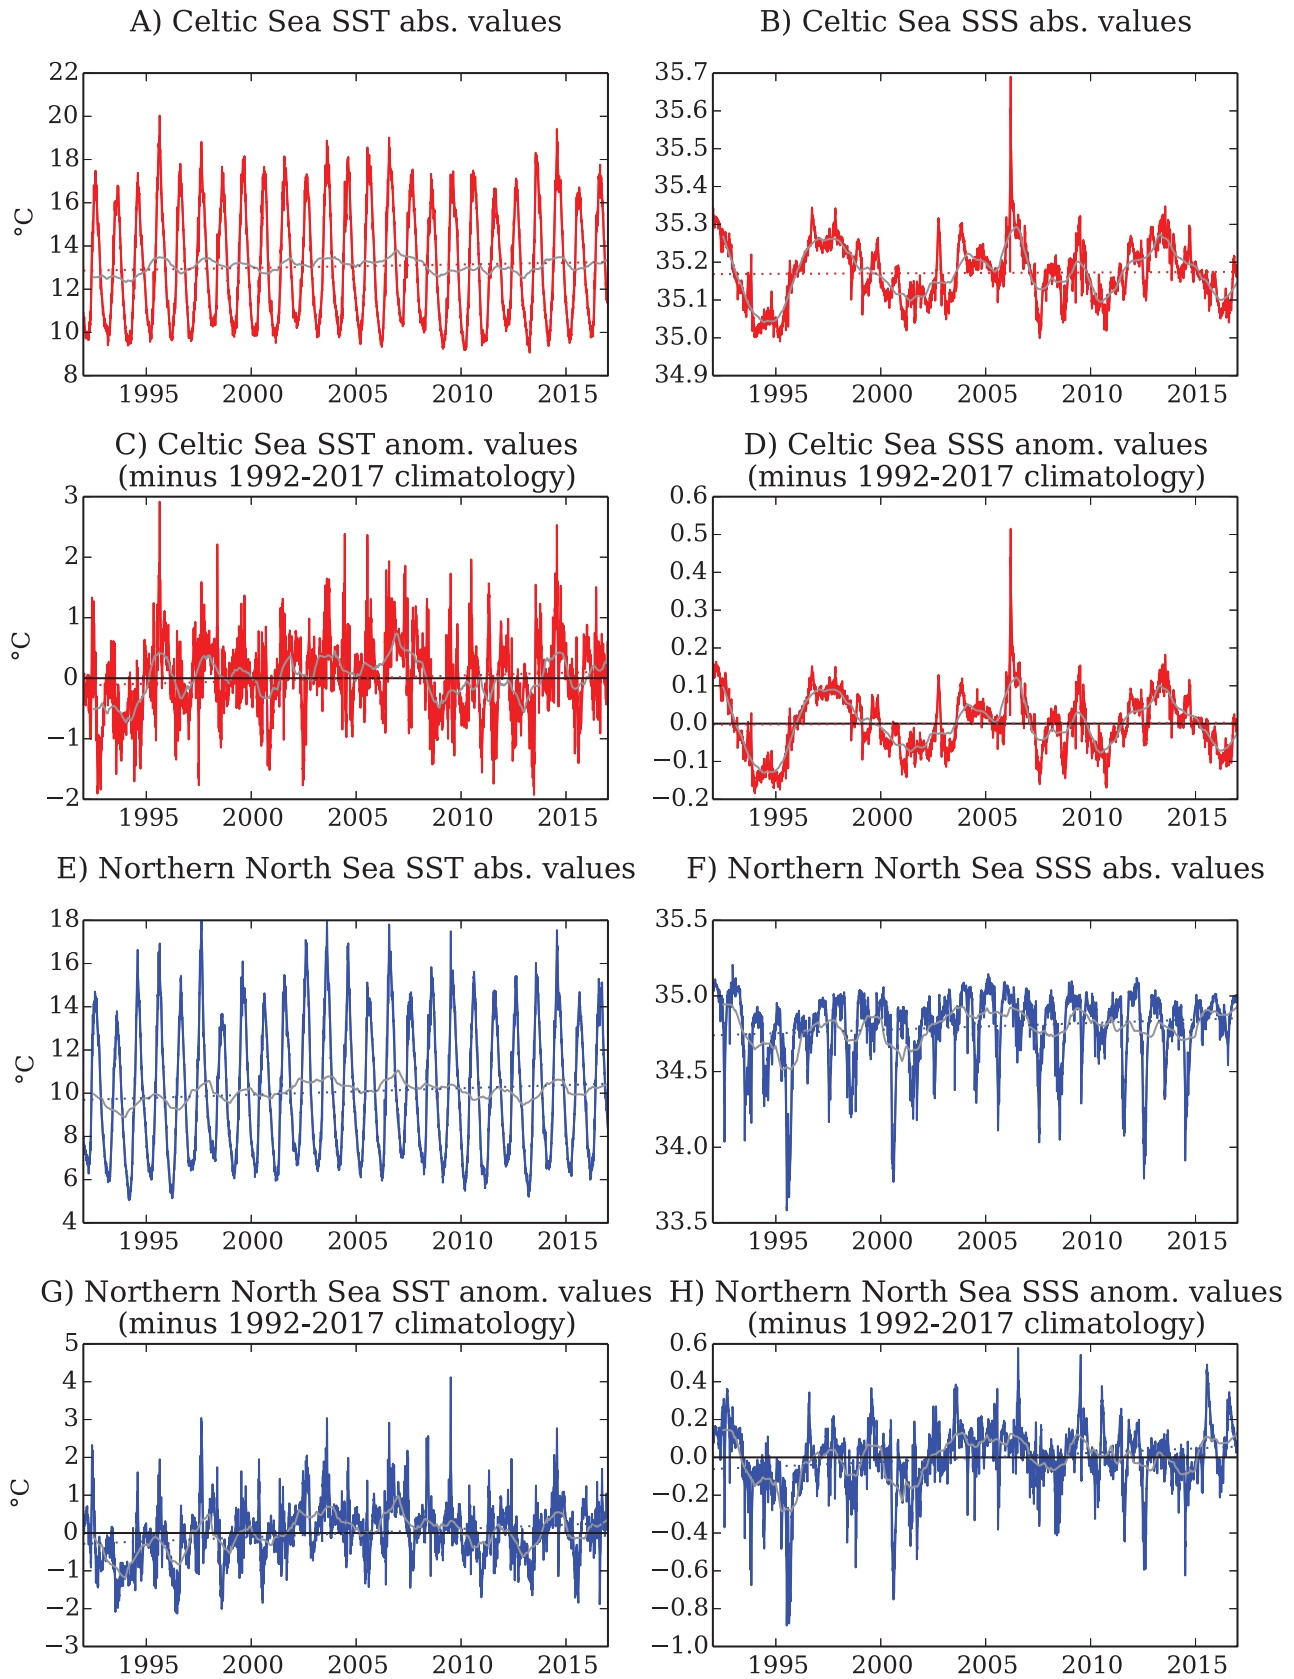 A) Celtic Sea SST abs. values
B) Celtic Sea SSS abs. values
22
20
18
16
14
12
10
8
°C
1995 2000 2005 2010 2015
35.7
35.6
35.5
35.4
35.3
35.2
35.1
35.0
34.9
1995 2000 2005 2010 2015
C) Celtic Sea SST anom. values
(minus 1992-2017 climatology)
D) Celtic Sea SSS anom. values
(minus 1992-2017 climatology)
3
2
1
0
−1
−2
°C
1995 2000 2005 2010 2015
0.6
0.5
0.4
0.3
0.2
0.1
0.0
−0.1
−0.2
1995 2000 2005 2010 2015
E) Northern North Sea SST abs. values
F) Northern North Sea SSS abs. values
18
16
14
12
10
8
6
4
°C
1995 2000 2005 2010 2015
35.5
35.0
34.5
34.0
33.5
1995 2000 2005 2010 2015
G) Northern North Sea SST anom. values
(minus 1992-2017 climatology)
H) Northern North Sea SSS anom. values
(minus 1992-2017 climatology)
5
4
3
2
1
0
−1
−2
−3
°C
1995 2000 2005 2010 2015
0.6
0.4
0.2
0.0
−0.2
−0.4
−0.6
−0.8
−1.0
1995 2000 2005 2010 2015